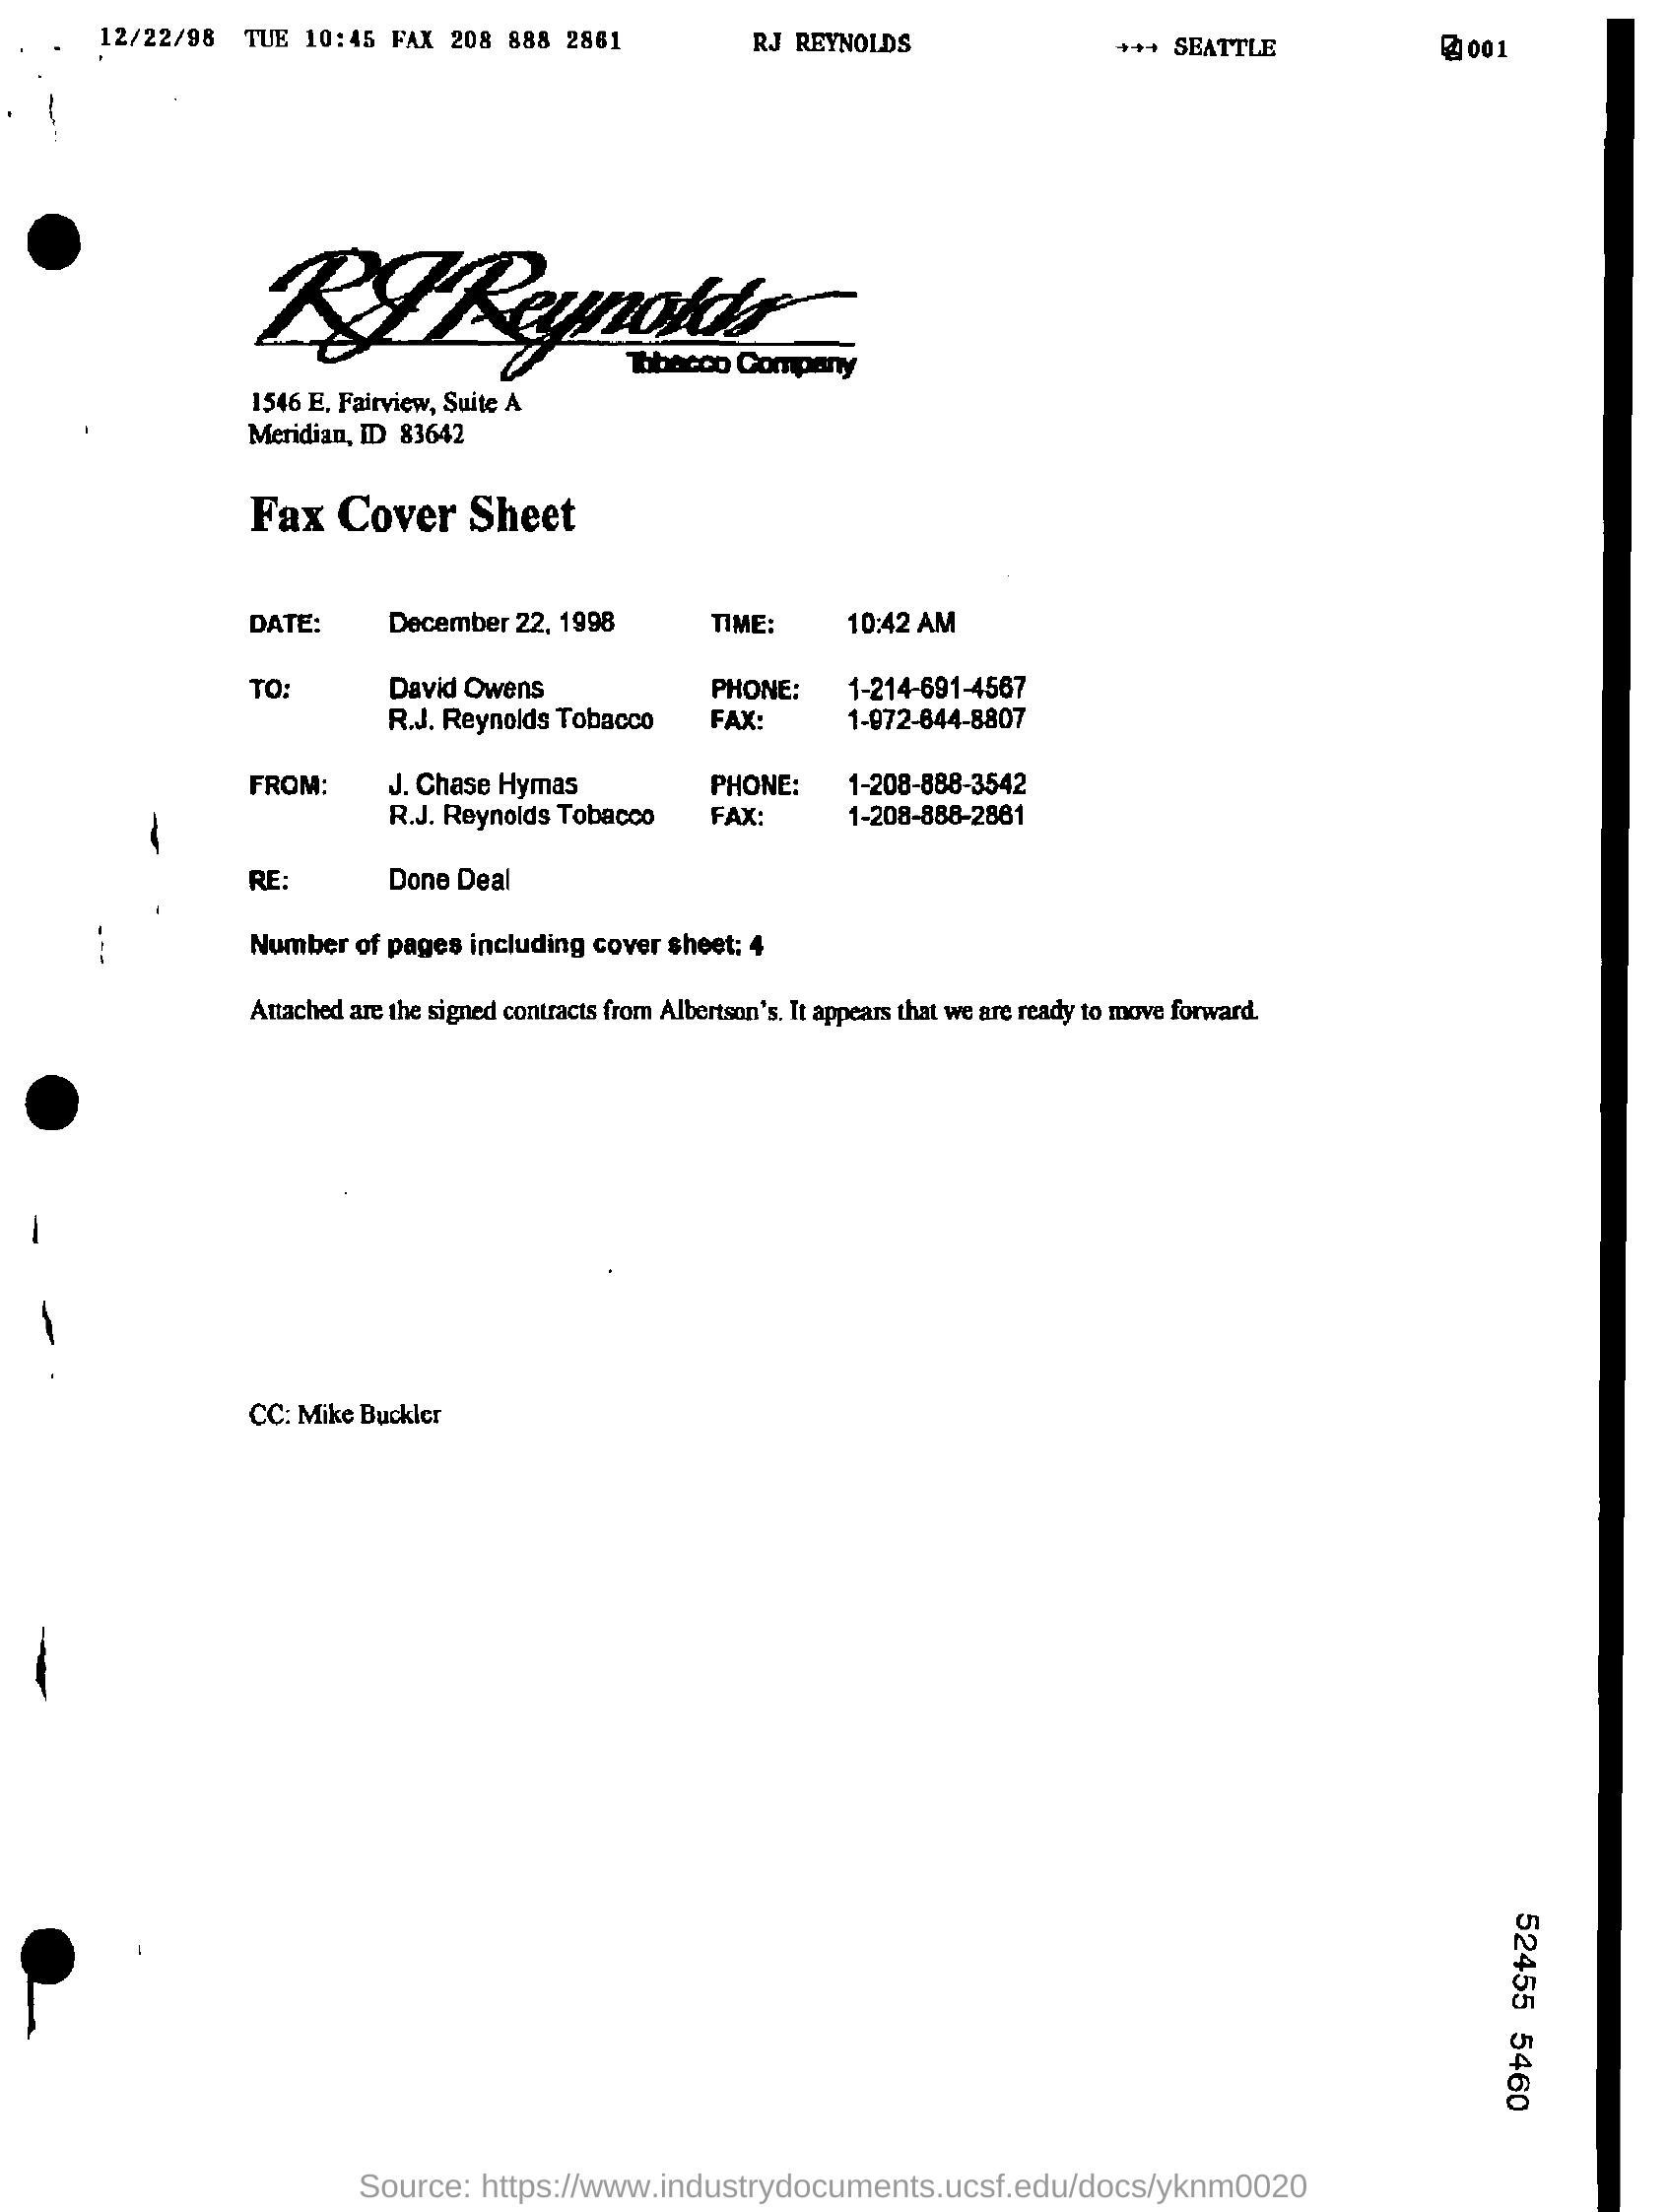 12/22/98 TUE 10:45 FAX 208 888 2861 RJ REYNOLDS →→→ SEATTLE 001
RJReynolds
Tobacco Company
1546 E. Fairview, Suite A
Meridian, ID 83642
Fax Cover Sheet
DATE: December 22, 1998 TIME: 10:42 AM
TO: David Owens PHONE: 1-214-691-4567
R.J. Reynolds Tobacco FAX: 1-972-644-8807
FROM: J. Chase Hymas PHONE: 1-208-888-3542
R.J. Reynolds Tobacco FAX: 1-208-888-2861
RE: Done Deal
Number of pages including cover sheet: 4
Attached are the signed contracts from Albertson's. It appears that we are ready to move forward.
CC: Mike Buckler
52455 5460
Source: https://www.industrydocuments.ucsf.edu/docs/yknm0020